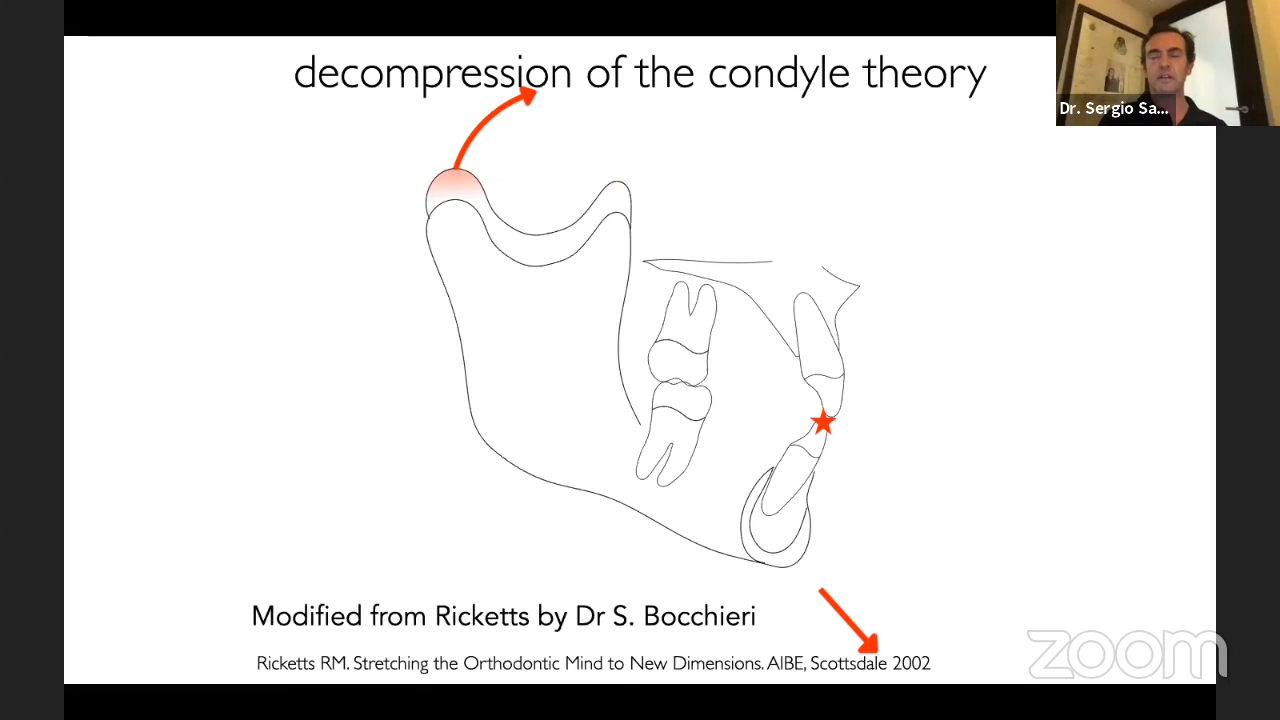 decompression of the condyle theory
Dr. Sergio Sa...
Modified from Ricketts by Dr S. Bocchieri
Ricketts RM. Stretching the Orthodontic Mind to New Dimensions. AIBE, Scottsdale 2002
zoom